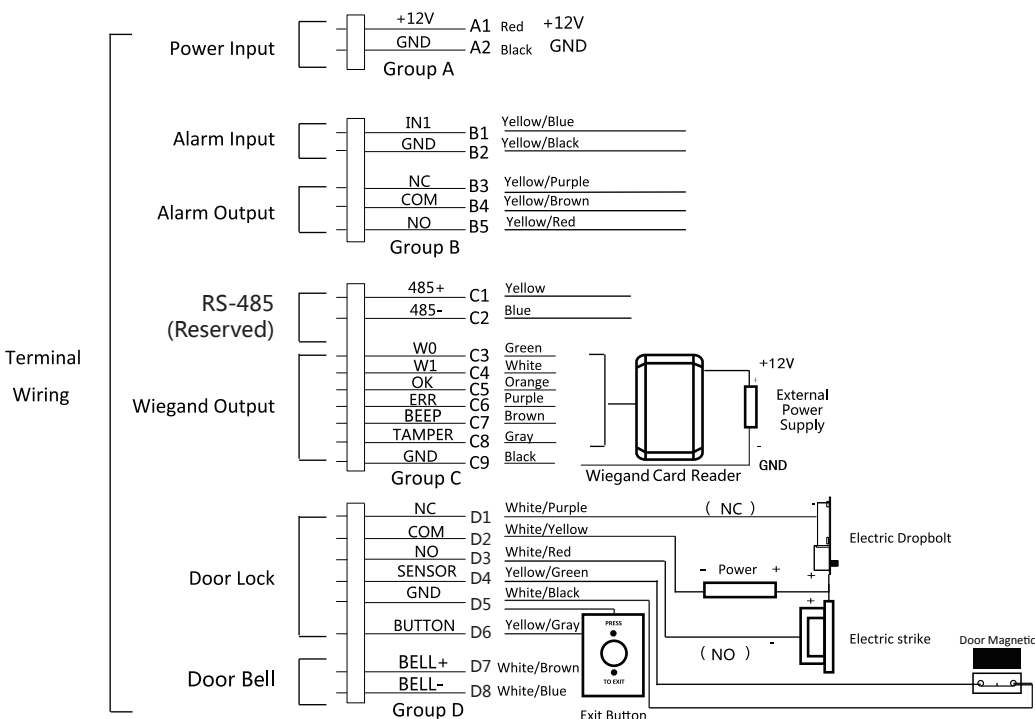 Terminal
Wiring
Power Input
+12V A1 Red +12V
GND A2 Black GND
Group A
Alarm Input
IN1 B1 Yellow/Blue
GND B2 Yellow/Black
Alarm Output
NC B3 Yellow/Purple
COM B4 Yellow/Brown
NO B5 Yellow/Red
Group B
RS-485
(Reserved)
485+ C1 Yellow
485- C2 Blue
Wiegand Output
W0 C3 Green
W1 C4 White
OK C5 Orange
ERR C6 Purple
BEEP C7 Brown
TAMPER C8 Gray
GND C9 Black
Group C
Wiegand Card Reader
+12V
+
External
Power
Supply
-
GND
Door Lock
NC D1 White/Purple ( NC )
COM D2 White/Yellow
NO D3 White/Red
SENSOR D4 Yellow/Green
GND D5 White/Black
BUTTON D6 Yellow/Gray
Door Bell
BELL+ D7 White/Brown
BELL- D8 White/Blue
Group D
PRESS
TO EXIT
Exit Button
- Power +
( NO )
-
Electric Dropbolt
+
+
-
Electric strike
Door Magnetic